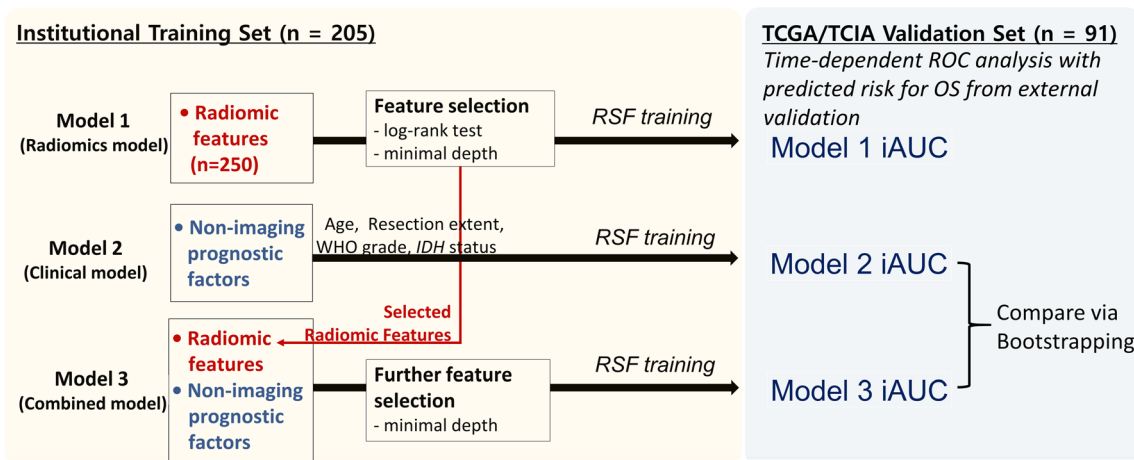 Institutional Training Set (n = 205)
Model 1
(Radiomics model)
• Radiomic
features
(n=250)
Feature selection
- log-rank test
- minimal depth
RSF training
Model 2
(Clinical model)
• Non-imaging
prognostic
factors
Age, Resection extent,
WHO grade, IDH status
RSF training
Selected
Radiomic Features
Model 3
(Combined model)
• Radiomic
features
• Non-imaging
prognostic
factors
Further feature
selection
- minimal depth
RSF training
TCGA/TCIA Validation Set (n = 91)
Time-dependent ROC analysis with
predicted risk for OS from external
validation
Model 1 iAUC
Model 2 iAUC
Model 3 iAUC
Compare via
Bootstrapping